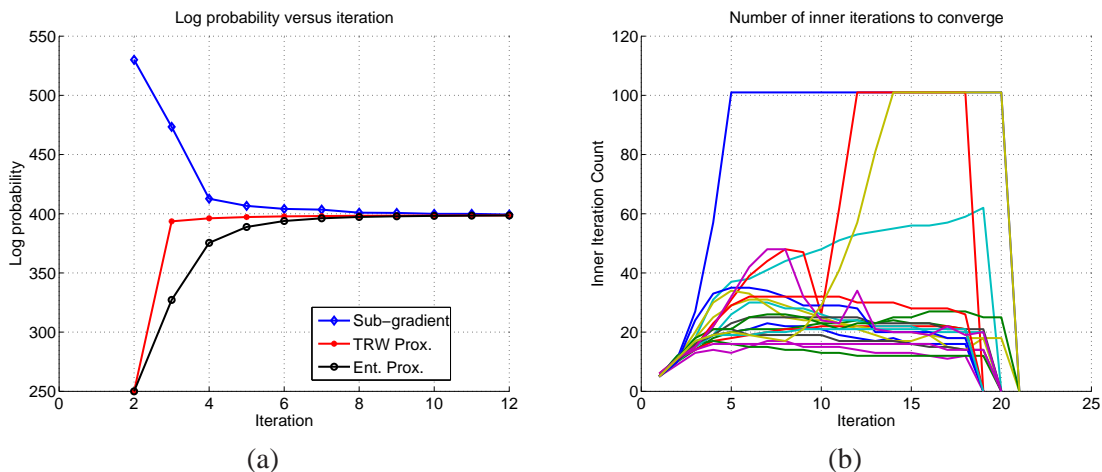 Log probability versus iteration
550
500
450
400
350
300
250
0
2
4
6
8
10
12
Log probability
Iteration
Sub-gradient
TRW Prox.
Ent. Prox.
(a)
Number of inner iterations to converge
120
100
80
60
40
20
0
0
5
10
15
20
25
Inner Iteration Count
Iteration
(b)